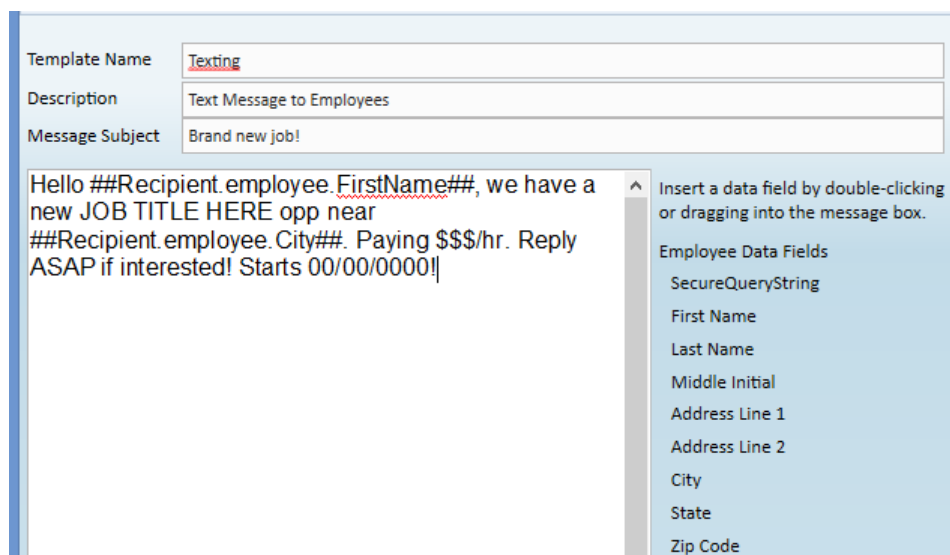 Template Name Texting
Description Text Message to Employees
Message Subject Brand new job!
Hello ##Recipient.employee.FirstName##, we have a
new JOB TITLE HERE opp near
##Recipient.employee.City##. Paying $$$/hr. Reply
ASAP if interested! Starts 00/00/0000!
Insert a data field by double-clicking
or dragging into the message box.
Employee Data Fields
SecureQueryString
First Name
Last Name
Middle Initial
Address Line 1
Address Line 2
City
State
Zip Code